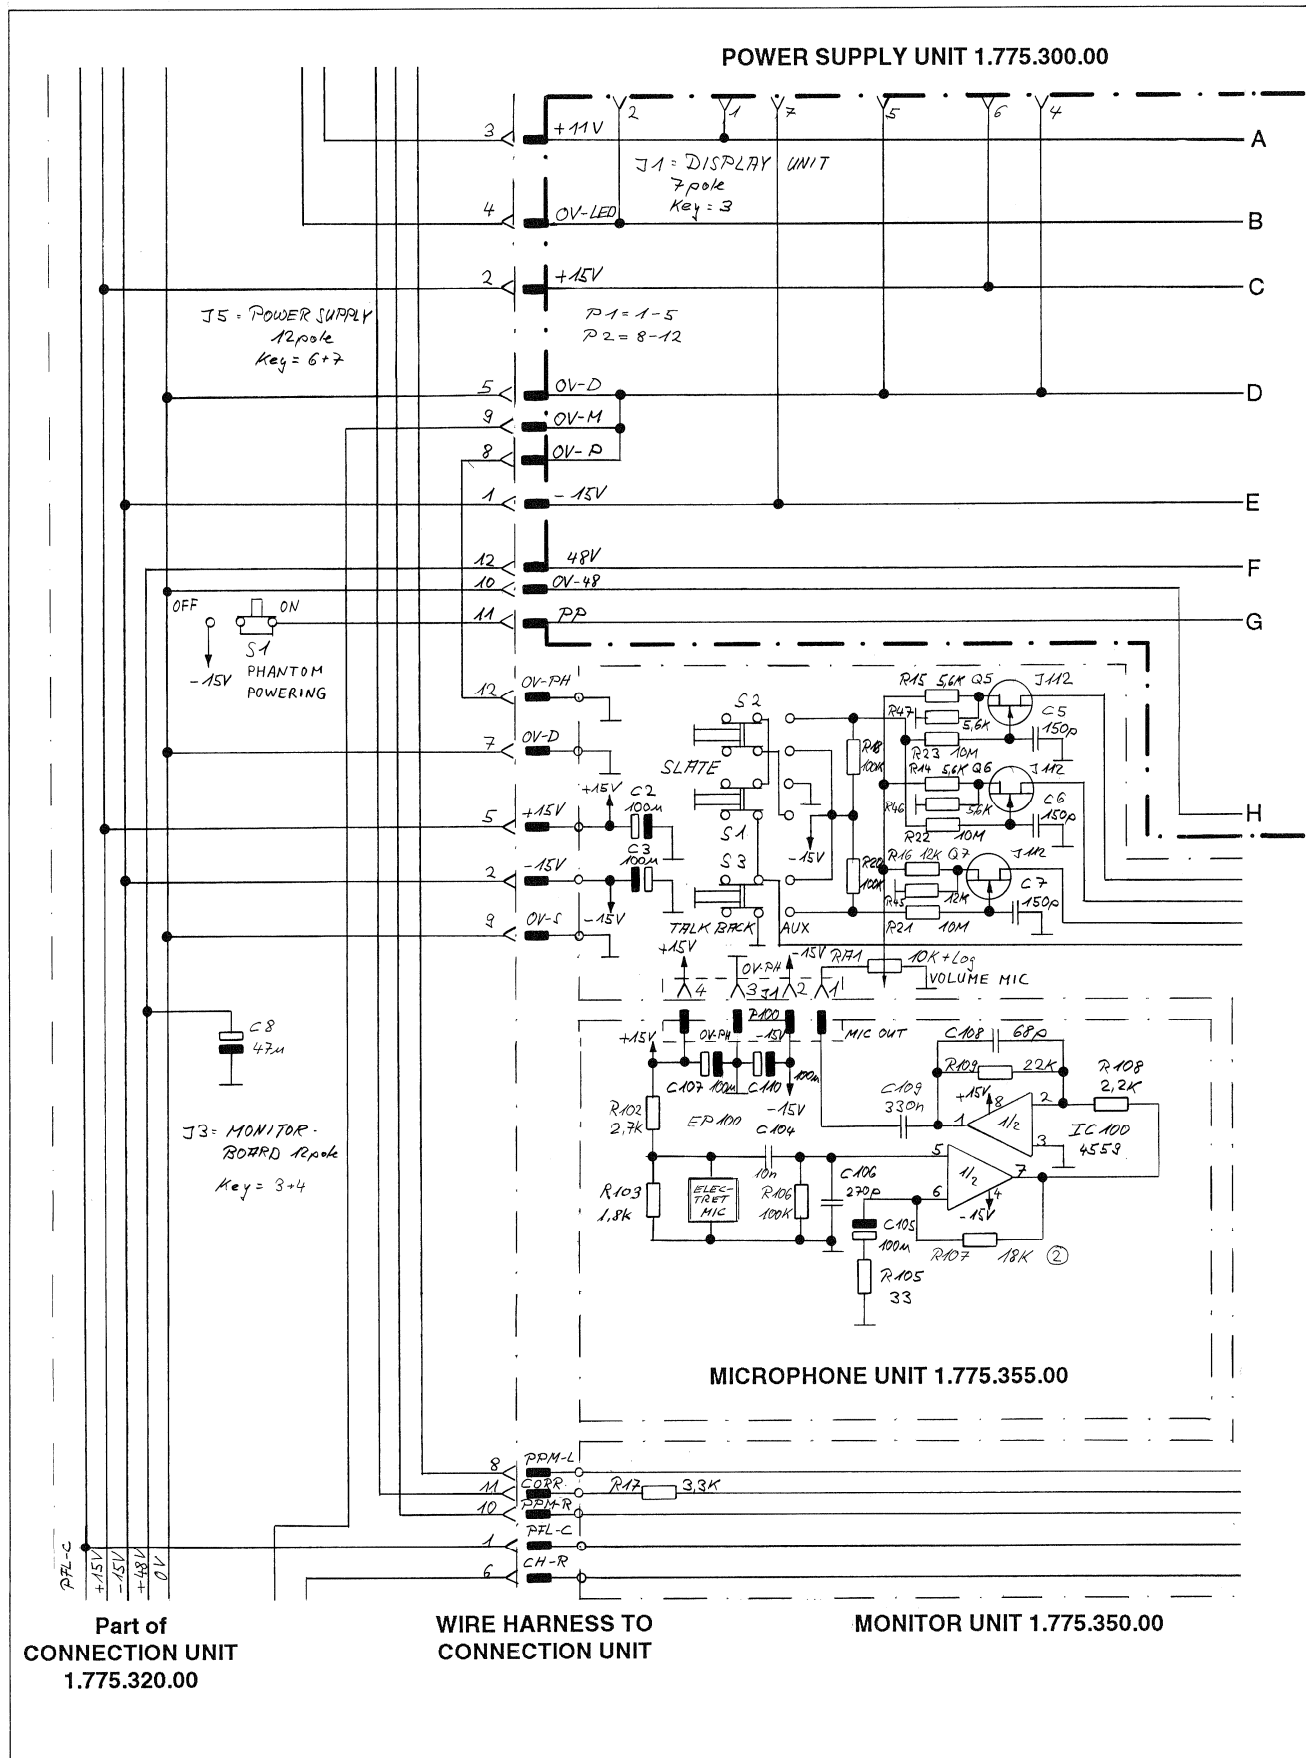 POWER SUPPLY UNIT 1.775.300.00
2 1 7 5 6 4
3 +11V A
J1 = DISPLAY UNIT
7pole
Key = 3
4 0V-LED B
2 +15V C
J5 = POWER SUPPLY
12pole
Key = 6+7
P1 = 1-5
P2 = 8-12
5 0V-D D
9 0V-M
8 0V-P
1 -15V E
12 48V F
10 0V-48
OFF ON
11 PP G
S1
-15V PHANTOM
POWERING
12 0V-PH
R15 5,6K Q5 J112
S2
R47 5,6K C5
150p
7 0V-D
R18
100K
R23 10M
SLATE
R14 5,6K Q6 J112
+15V C2
100µ
R46 5,6K C6
150p
5 +15V
S1
R22 10M
H
C3
100µ
S3
-15V
R16 12K Q7 J112
2 -15V
R20
100K
R45 12K C7
150p
-15V
9 0V-S
TALK BACK AUX
R21 10M
+15V 0V-PH -15V RA1 10K+Log
VOLUME MIC
4 3 J1 2 1
P100
MIC OUT
C8
47µ
+15V 0V-PH -15V
C107 100µ C110 100µ
-15V
C108 68p
R109 22K
R108
2,2K
C109
330n
+15V 8
1 1/2 2
3
IC100
4559
R102
2,7K
EP100
C104
10n
J3 = MONITOR-
BOARD 12pole
Key = 3+4
R103
1,8K
ELEC-
TRET
MIC
R106
100K
C106
270p
5 1/2 7
6
4
-15V
C105
100µ
R107 18K 2
R105
33
MICROPHONE UNIT 1.775.355.00
8 PPM-L
11 CORR. R17 3,3K
10 PPM-R
1 PFL-C
6 CH-R
PFL-C
+15V
-15V
+48V
0V
Part of
CONNECTION UNIT
1.775.320.00
WIRE HARNESS TO
CONNECTION UNIT
MONITOR UNIT 1.775.350.00